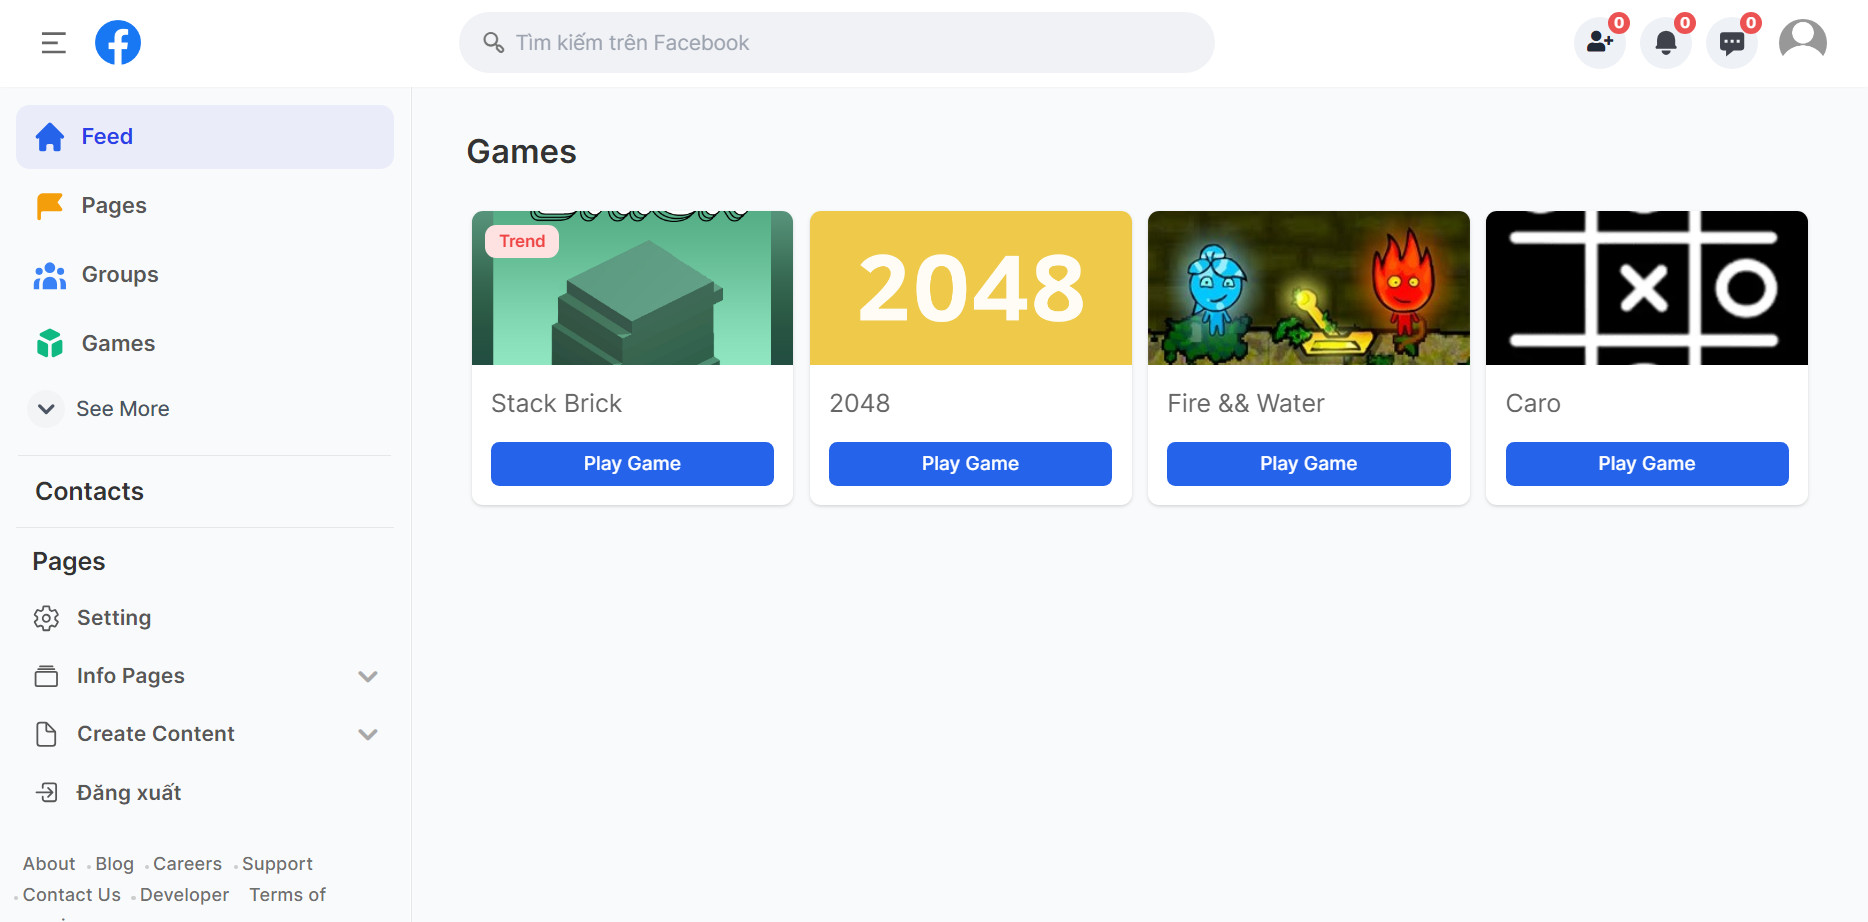 Tìm kiếm trên Facebook
0
0
0
Feed
Pages
Groups
Games
See More
Contacts
Pages
Setting
Info Pages
Create Content
Đăng xuất
About Blog Careers Support
Contact Us Developer Terms of
Games
Trend
2048
Stack Brick
2048
Fire && Water
Caro
Play Game
Play Game
Play Game
Play Game